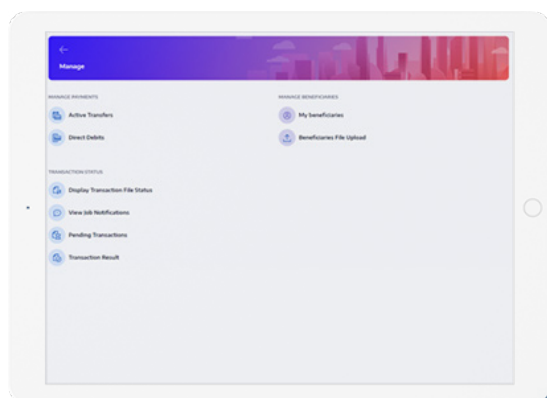 Manage
MANAGE PAYMENTS
Active Transfers
Direct Debits
TRANSACTION STATUS
Display Transaction File Status
View Job Notifications
Pending Transactions
Transaction Result
MANAGE BENEFICIARIES
My beneficiaries
Beneficiaries File Upload